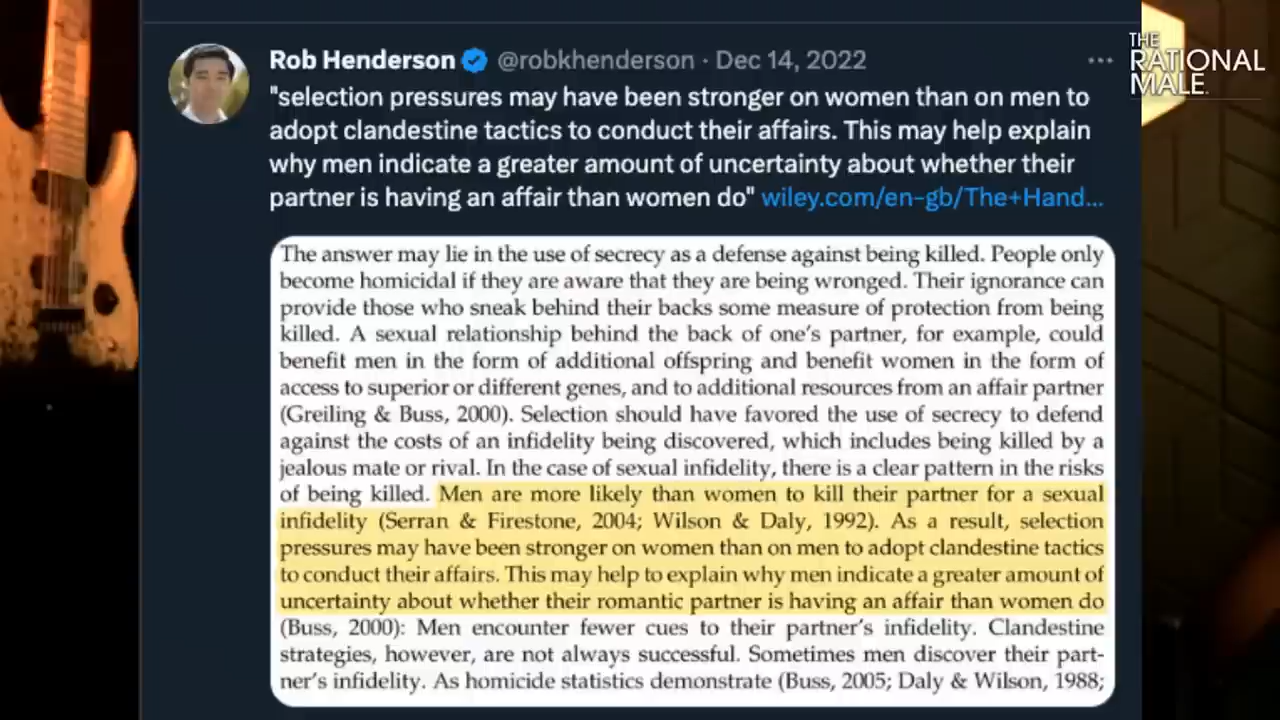 Rob Henderson @robkhenderson · Dec 14, 2022
"selection pressures may have been stronger on women than on men to
adopt clandestine tactics to conduct their affairs. This may help explain
why men indicate a greater amount of uncertainty about whether their
partner is having an affair than women do" wiley.com/en-gb/The+Hand...
The answer may lie in the use of secrecy as a defense against being killed. People only
become homicidal if they are aware that they are being wronged. Their ignorance can
provide those who sneak behind their backs some measure of protection from being
killed. A sexual relationship behind the back of one's partner, for example, could
benefit men in the form of additional offspring and benefit women in the form of
access to superior or different genes, and to additional resources from an affair partner
(Greiling & Buss, 2000). Selection should have favored the use of secrecy to defend
against the costs of an infidelity being discovered, which includes being killed by a
jealous mate or rival. In the case of sexual infidelity, there is a clear pattern in the risks
of being killed. Men are more likely than women to kill their partner for a sexual
infidelity (Serran & Firestone, 2004; Wilson & Daly, 1992). As a result, selection
pressures may have been stronger on women than on men to adopt clandestine tactics
to conduct their affairs. This may help to explain why men indicate a greater amount of
uncertainty about whether their romantic partner is having an affair than women do
(Buss, 2000): Men encounter fewer cues to their partner's infidelity. Clandestine
strategies, however, are not always successful. Sometimes men discover their part-
ner's infidelity. As homicide statistics demonstrate (Buss, 2005; Daly & Wilson, 1988;
THE
RATIONAL
MALE.